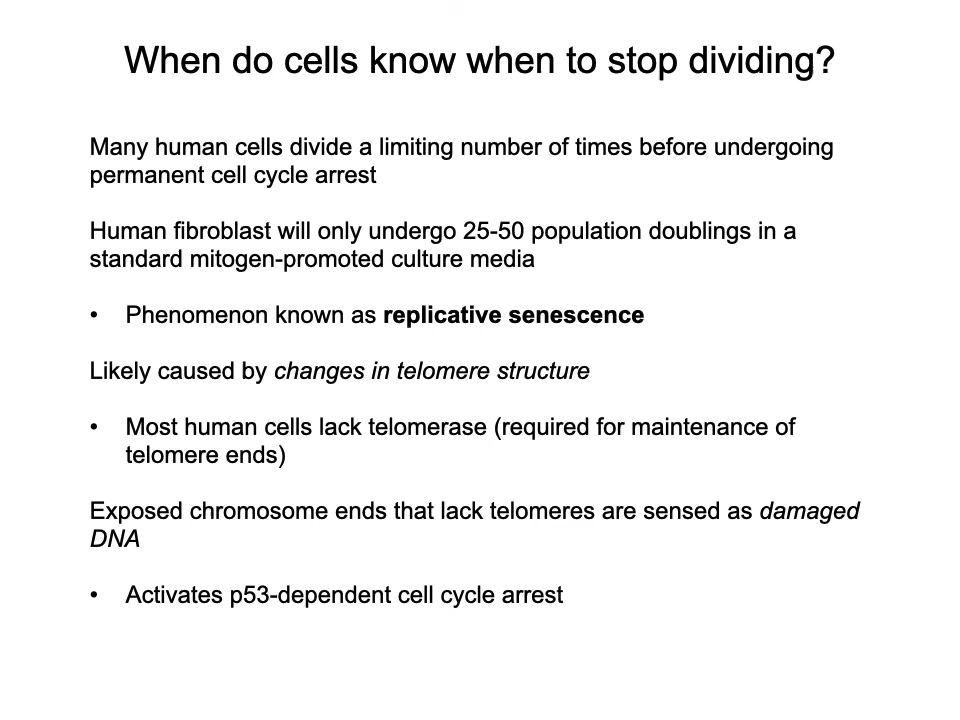 When do cells know when to stop dividing?
Many human cells divide a limiting number of times before undergoing
permanent cell cycle arrest
Human fibroblast will only undergo 25-50 population doublings in a
standard mitogen-promoted culture media
• Phenomenon known as replicative senescence
Likely caused by changes in telomere structure
• Most human cells lack telomerase (required for maintenance of
telomere ends)
Exposed chromosome ends that lack telomeres are sensed as damaged
DNA
• Activates p53-dependent cell cycle arrest